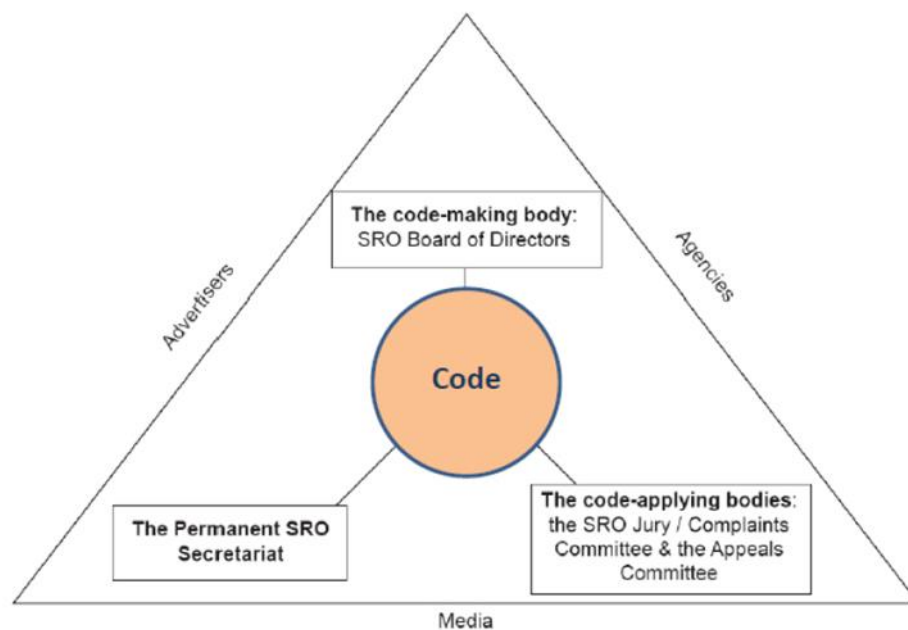 The code-making body:
SRO Board of Directors
Advertisers
Agencies
Code
The Permanent SRO
Secretariat
The code-applying bodies:
the SRO Jury / Complaints
Committee & the Appeals
Committee
Media